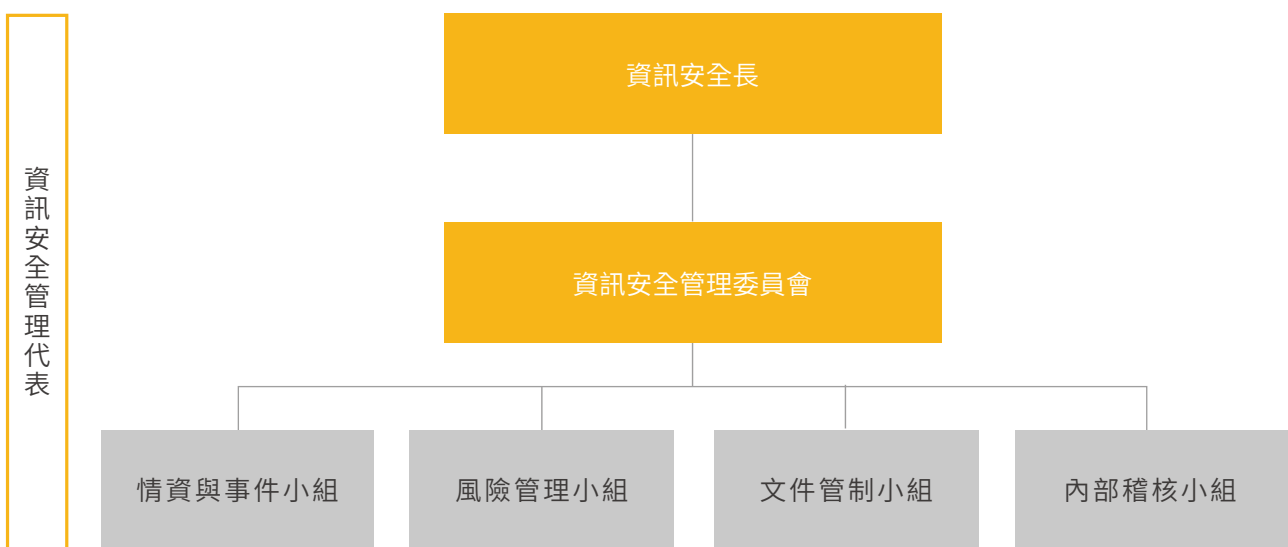 資訊安全管理代表
資訊安全長
資訊安全管理委員會
情資與事件小組
風險管理小組
文件管制小組
內部稽核小組